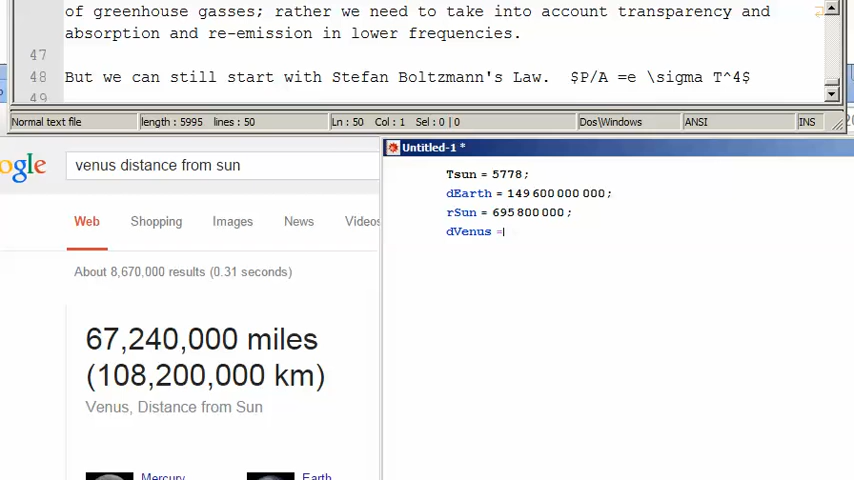 of greenhouse gasses; rather we need to take into account transparency and
absorption and re-emission in lower frequencies.
47
48 But we can still start with Stefan Boltzmann's Law. $P/A =e \sigma T^4$
49
Normal text file length : 5995 lines : 50 Ln : 50 Col : 1 Sel : 0 | 0 Dos\Windows ANSI INS
ogle venus distance from sun
Web Shopping Images News Videos
About 8,670,000 results (0.31 seconds)
67,240,000 miles
(108,200,000 km)
Venus, Distance from Sun
Mercury Earth
Untitled-1 *
Tsun = 5778;
dEarth = 149 600 000 000;
rSun = 695 800 000;
dVenus =